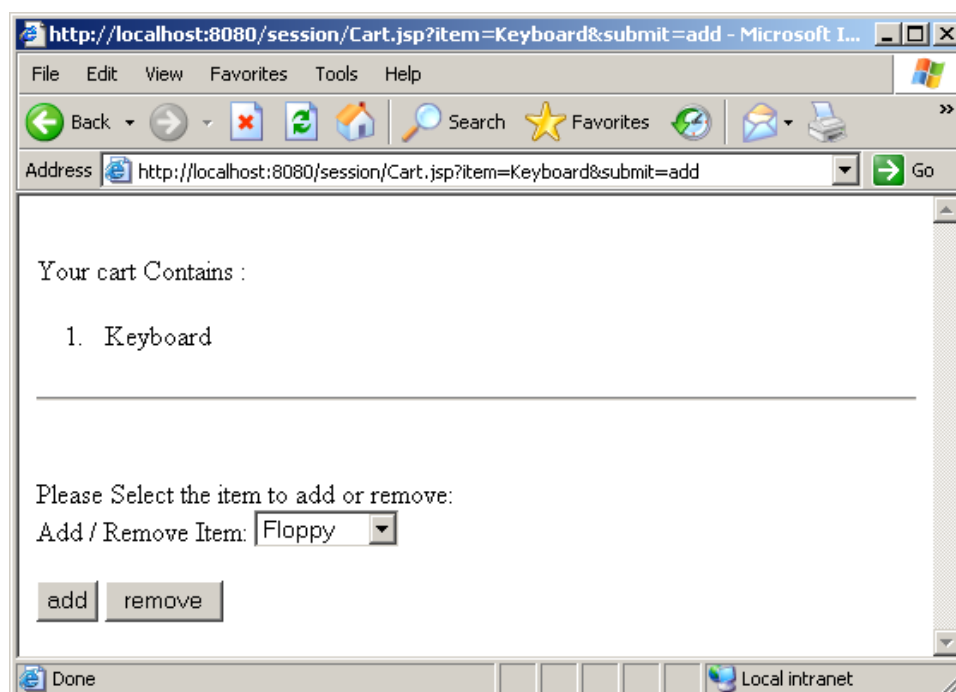 http://localhost:8080/session/Cart.jsp?item=Keyboard&submit=add - Microsoft I...
File Edit View Favorites Tools Help
Back Search Favorites »
Address http://localhost:8080/session/Cart.jsp?item=Keyboard&submit=add Go
Your cart Contains :
1. Keyboard
Please Select the item to add or remove:
Add / Remove Item: Floppy
add remove
Done Local intranet